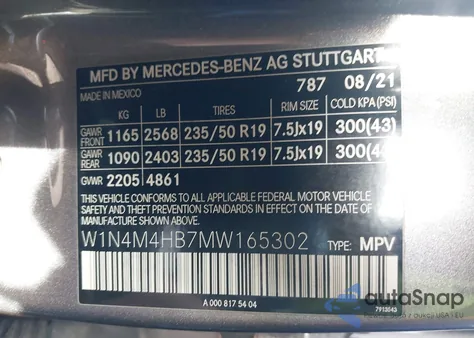 MFD BY MERCEDES-BENZ AG STUTTGART
MADE IN MEXICO 787 08/21
KG LB TIRES RIM SIZE COLD KPA (PSI)
GAWR FRONT 1165 2568 235/50 R19 7.5Jx19 300(43)
GAWR REAR 1090 2403 235/50 R19 7.5Jx19
GVWR 2205 4861
THIS VEHICLE CONFORMS TO ALL APPLICABLE FEDERAL MOTOR VEHICLE
SAFETY AND THEFT PREVENTION STANDARDS IN EFFECT ON THE DATE
OF MANUFACTURE SHOWN ABOVE.
W1N4M4HB7MW165302 TYPE: MPV
A 000 817 54 04 7913043
autoSnap